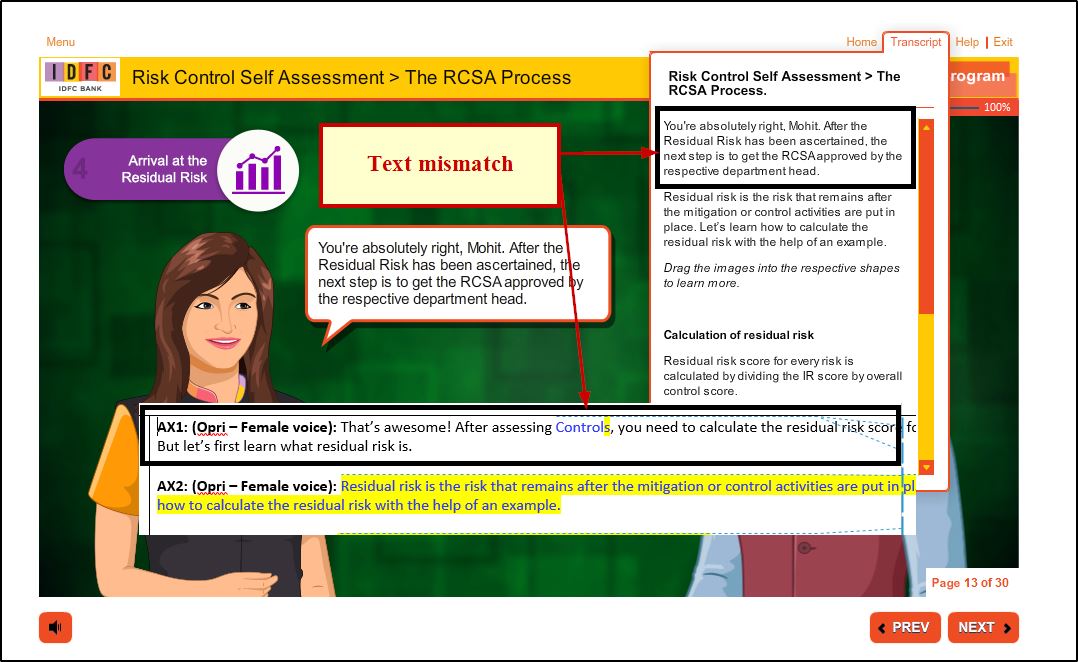 Menu
Home Transcript Help | Exit
IDFC
IDFC BANK
Risk Control Self Assessment > The RCSA Process
rogram
100%
4
Arrival at the
Residual Risk
Text mismatch
You're absolutely right, Mohit. After the
Residual Risk has been ascertained, the
next step is to get the RCSA approved by
the respective department head.
Risk Control Self Assessment > The
RCSA Process.
You're absolutely right, Mohit. After the
Residual Risk has been ascertained, the
next step is to get the RCSA approved by the
respective department head.
Residual risk is the risk that remains after
the mitigation or control activities are put in
place. Let's learn how to calculate the
residual risk with the help of an example.
Drag the images into the respective shapes
to learn more.
Calculation of residual risk
Residual risk score for every risk is
calculated by dividing the IR score by overall
control score.
AX1: (Opri – Female voice): That's awesome! After assessing Controls, you need to calculate the residual risk score
But let's first learn what residual risk is.
AX2: (Opri – Female voice): Residual risk is the risk that remains after the mitigation or control activities are put in
how to calculate the residual risk with the help of an example.
Page 13 of 30
PREV
NEXT